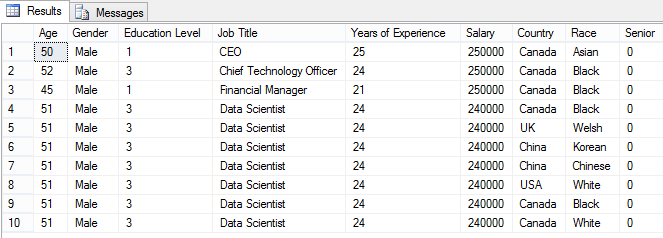 Results Messages
Age Gender Education Level Job Title Years of Experience Salary Country Race Senior
1 50 Male 1 CEO 25 250000 Canada Asian 0
2 52 Male 3 Chief Technology Officer 24 250000 Canada Black 0
3 45 Male 1 Financial Manager 21 250000 Canada Black 0
4 51 Male 3 Data Scientist 24 240000 Canada Black 0
5 51 Male 3 Data Scientist 24 240000 UK Welsh 0
6 51 Male 3 Data Scientist 24 240000 China Korean 0
7 51 Male 3 Data Scientist 24 240000 China Chinese 0
8 51 Male 3 Data Scientist 24 240000 USA White 0
9 51 Male 3 Data Scientist 24 240000 Canada Black 0
10 51 Male 3 Data Scientist 24 240000 Canada White 0